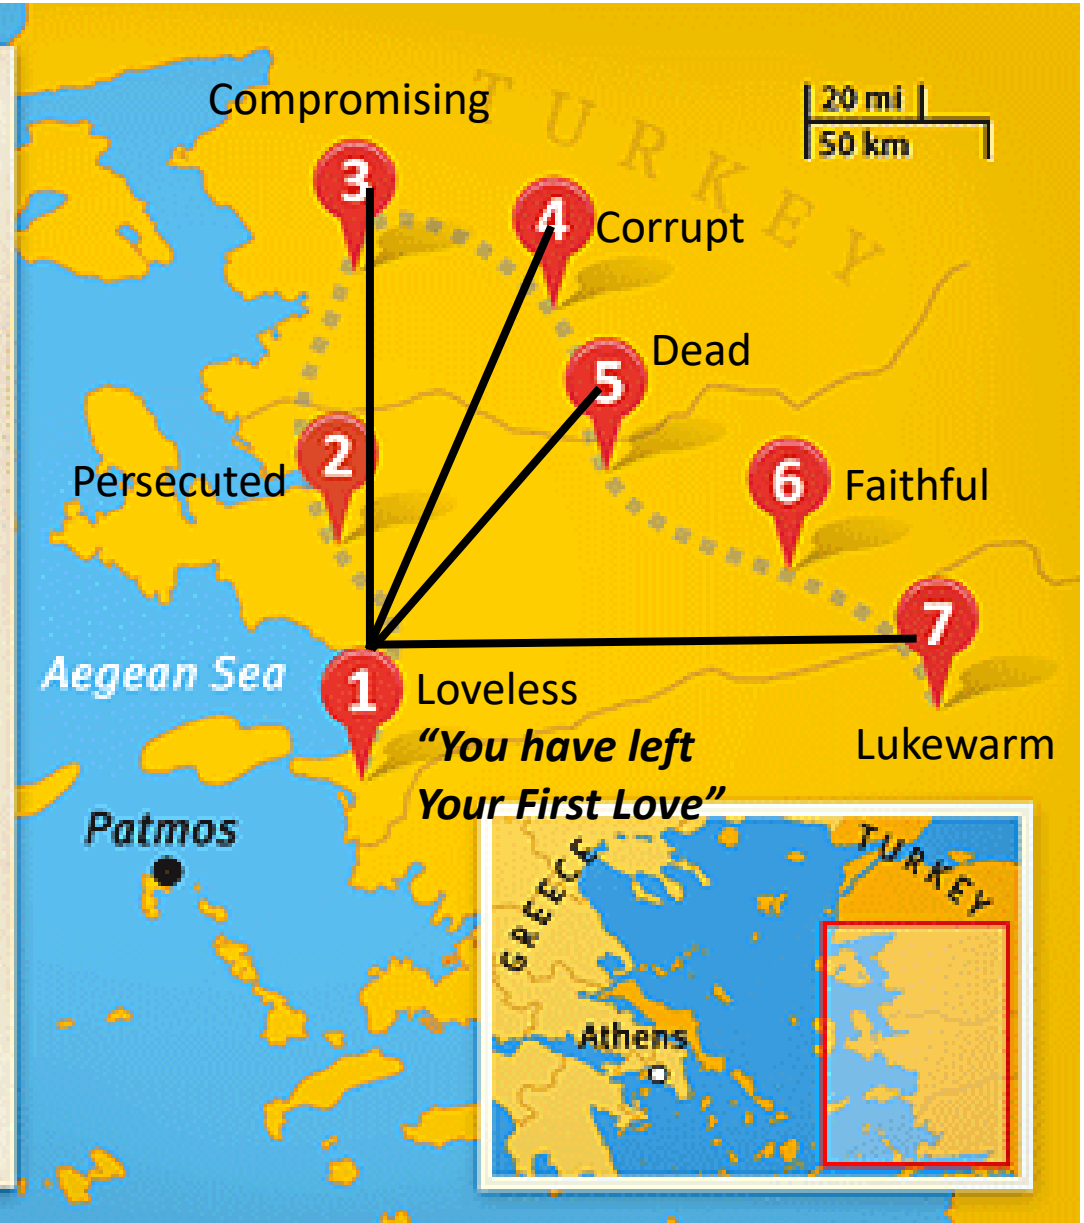 Compromising
TURKEY
20 mi
50 km
3
4
Corrupt
Dead
5
2
Persecuted
6
Faithful
7
Aegean Sea
1
Loveless
“You have left
Your First Love”
Lukewarm
Patmos
GREECE
TURKEY
Athens